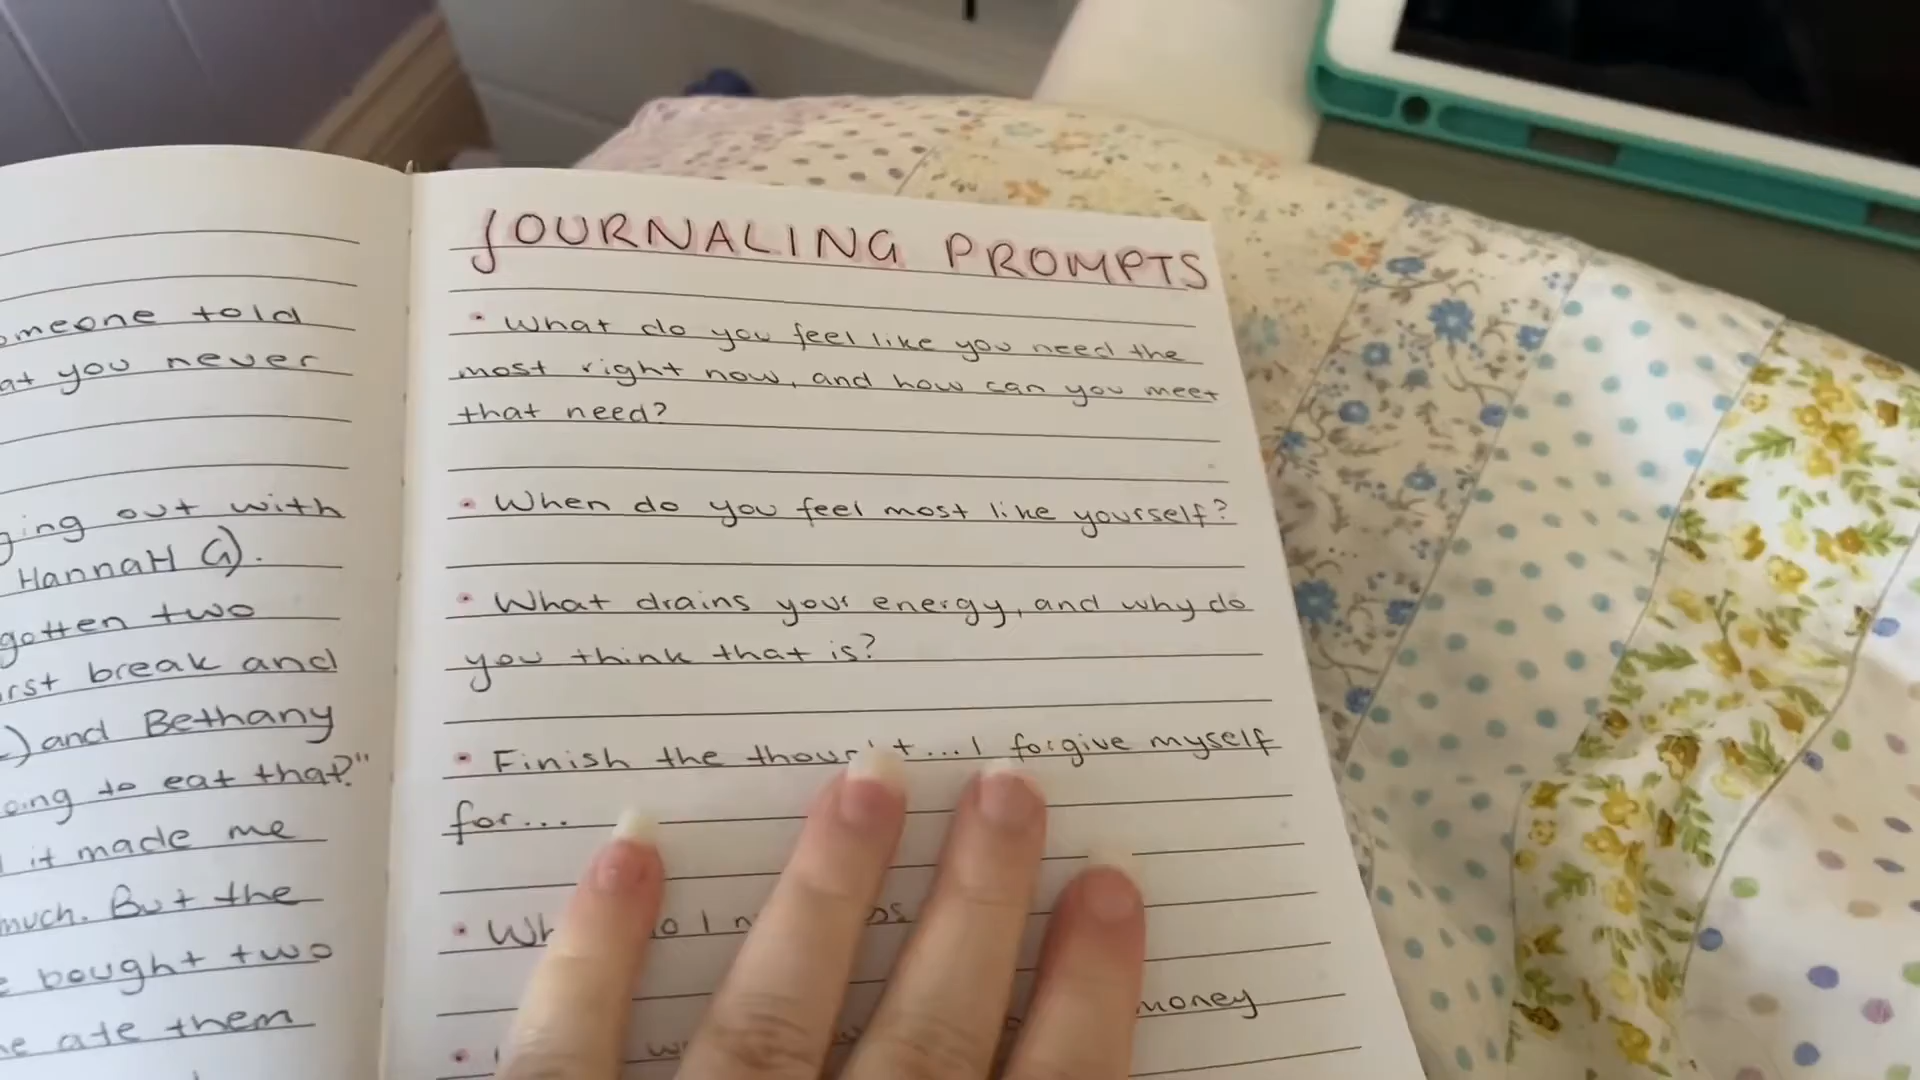 omeone told
at you never
ging out with
HannaH G).
gotten two
rst break and
) and Bethany
oing to eat that?"
it made me
much. But the
bought two
ate them
JOURNALING PROMPTS
• What do you feel like you need the
most right now, and how can you meet
that need?
• When do you feel most like yourself?
• What drains your energy, and why do
you think that is?
• Finish the thought...I forgive myself
for...
• I
money